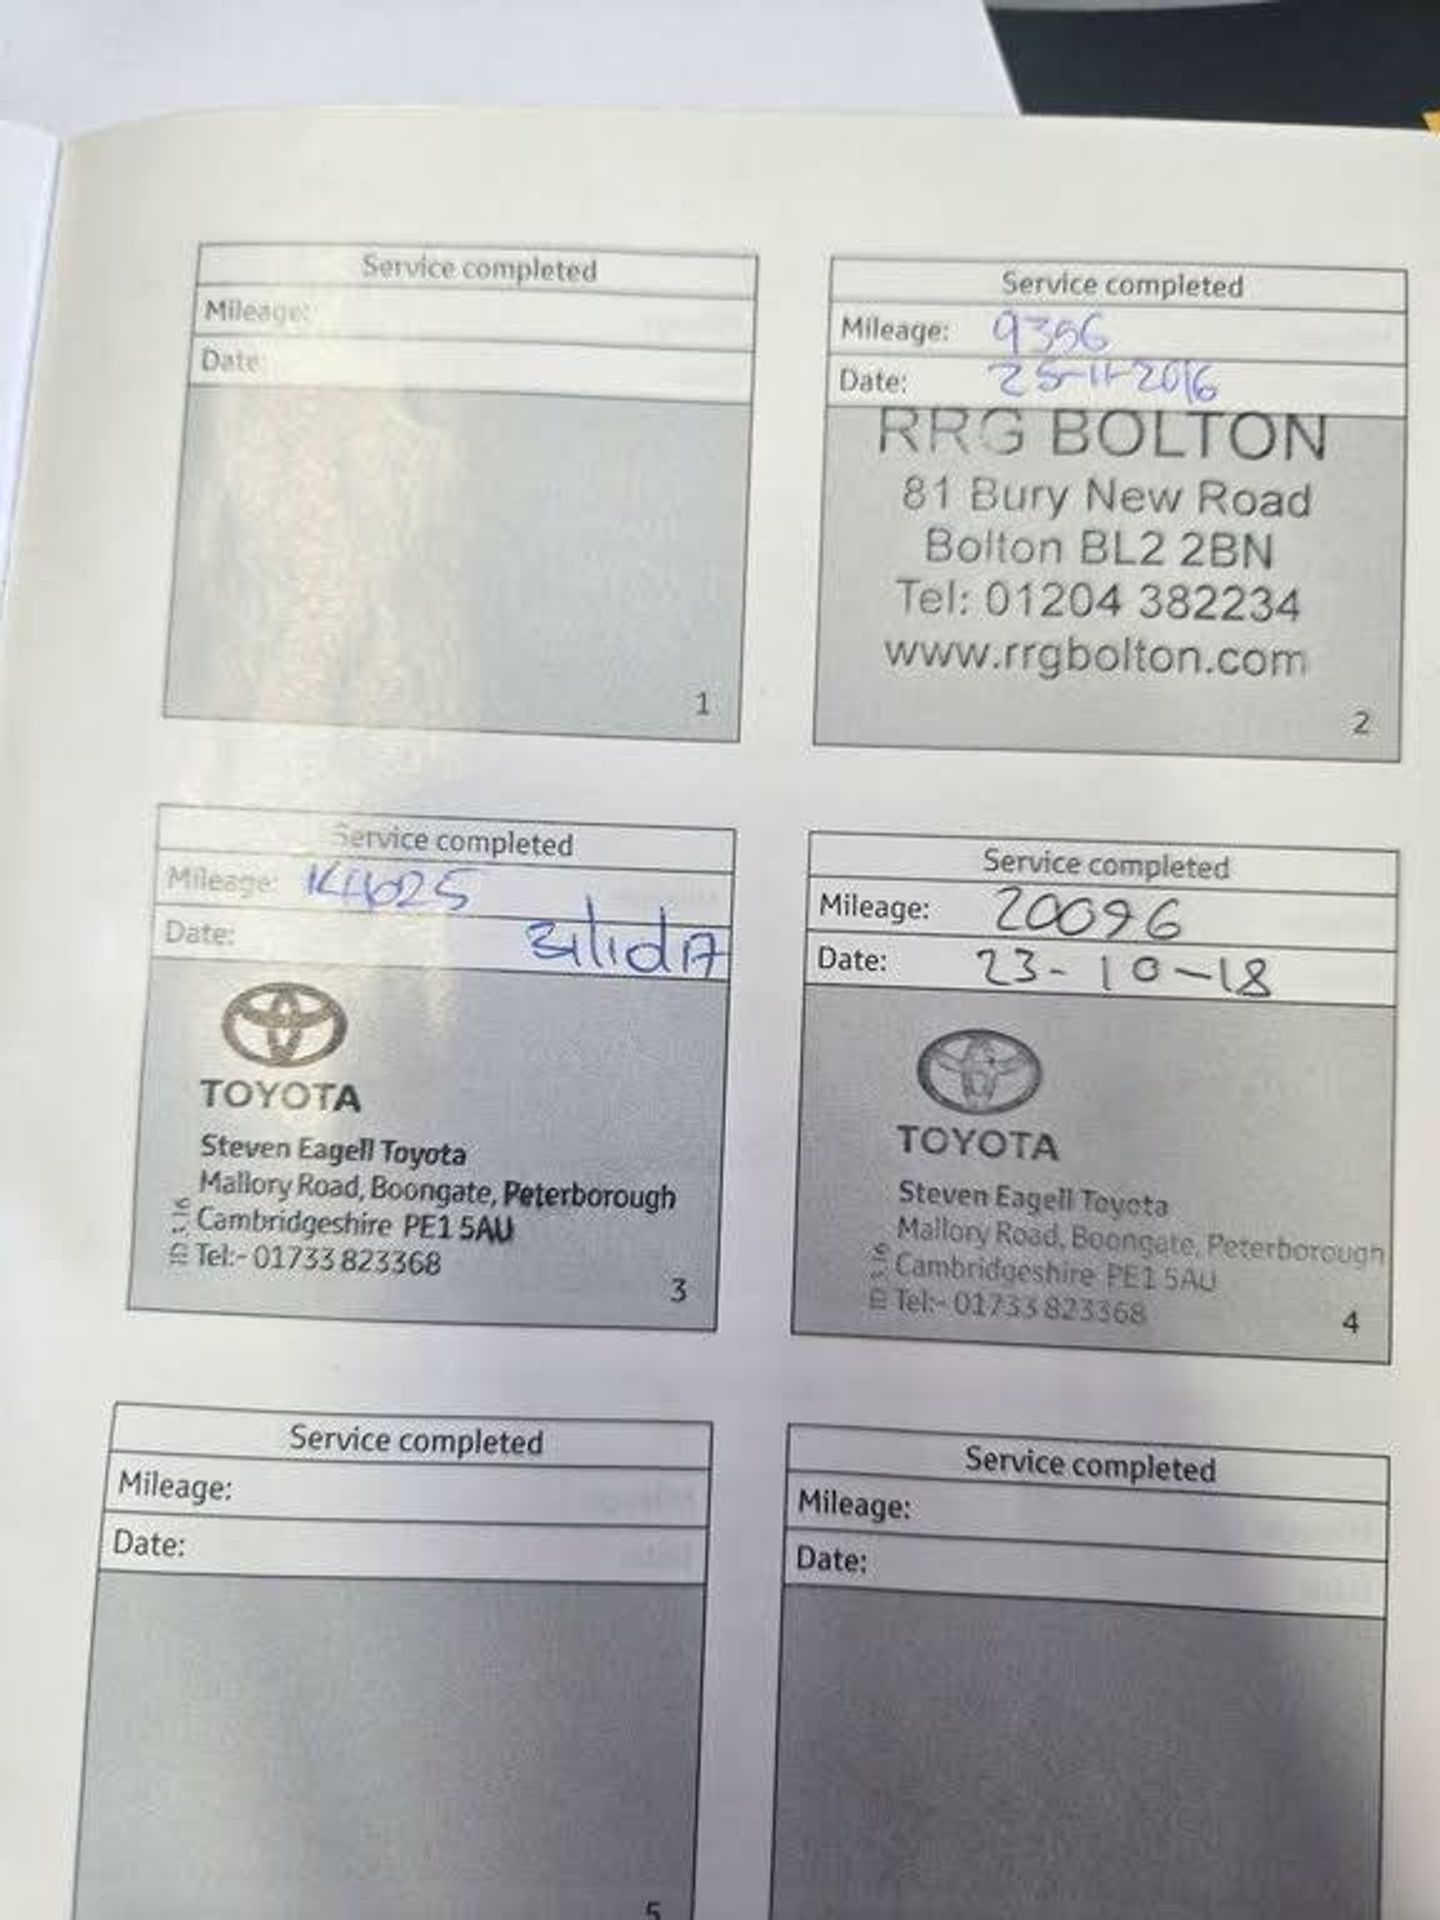 Service completed
Mileage:
Date:
1
Service completed
Mileage: 9356
Date: 25-11-2016
RRG BOLTON
81 Bury New Road
Bolton BL2 2BN
Tel: 01204 382234
www.rrgbolton.com
2
Service completed
Mileage: 14625
Date:
TOYOTA
Steven Eagell Toyota
Mallory Road, Boongate, Peterborough
Cambridgeshire PE1 5AU
Tel:- 01733 823368
3
Service completed
Mileage: 20096
Date: 23-10-18
TOYOTA
Steven Eagell Toyota
Mallory Road, Boongate, Peterborough
Cambridgeshire PE1 5AU
Tel:- 01733 823368
4
Service completed
Mileage:
Date:
5
Service completed
Mileage:
Date: